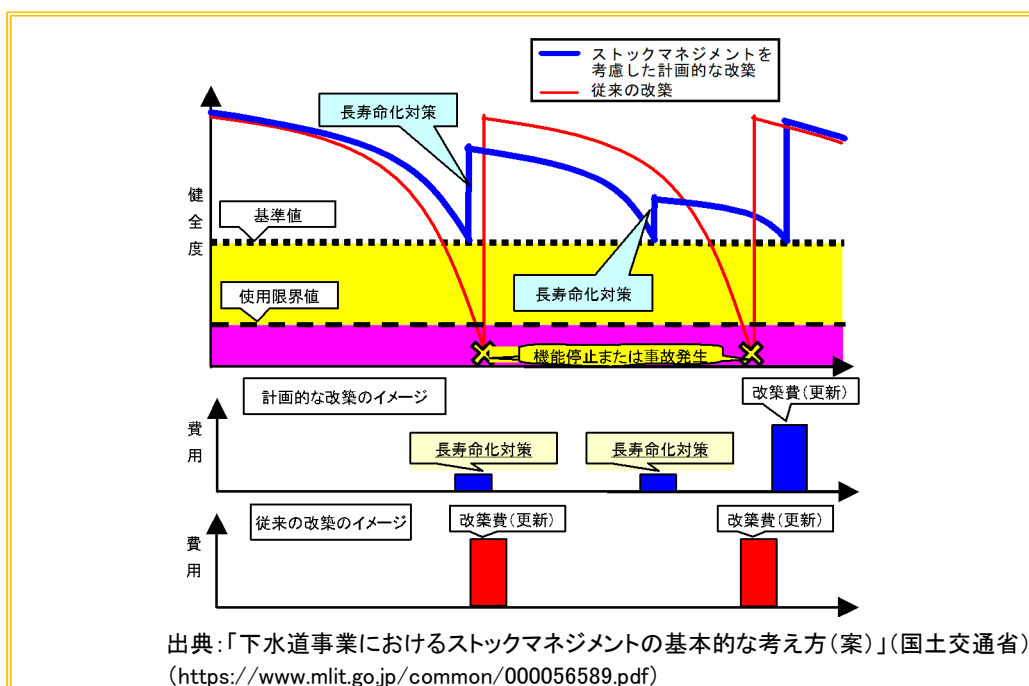 ストックマネジメントを
考慮した計画的な改築
従来の改築
長寿命化対策
健全度
基準値
使用限界値
長寿命化対策
機能停止または事故発生
計画的な改築のイメージ
改築費(更新)
費用
長寿命化対策
長寿命化対策
従来の改築のイメージ
改築費(更新)
改築費(更新)
費用
出典:「下水道事業におけるストックマネジメントの基本的な考え方(案)」(国土交通省)
(https://www.mlit.go.jp/common/000056589.pdf)